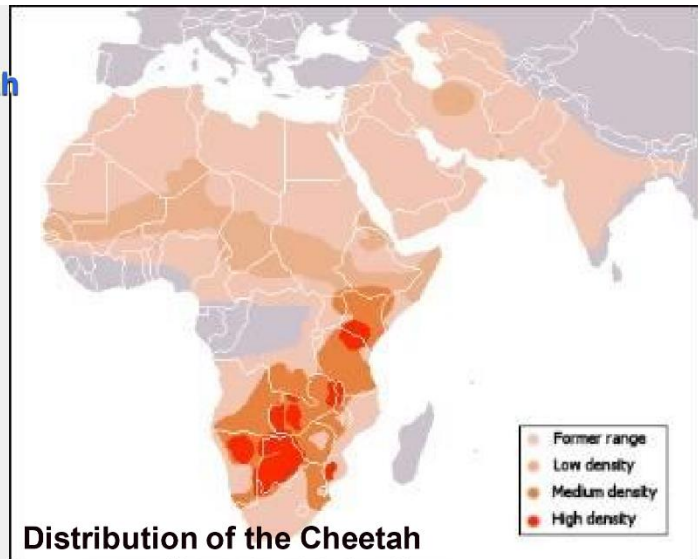 h
Former range
Low density
Medium density
High density
Distribution of the Cheetah